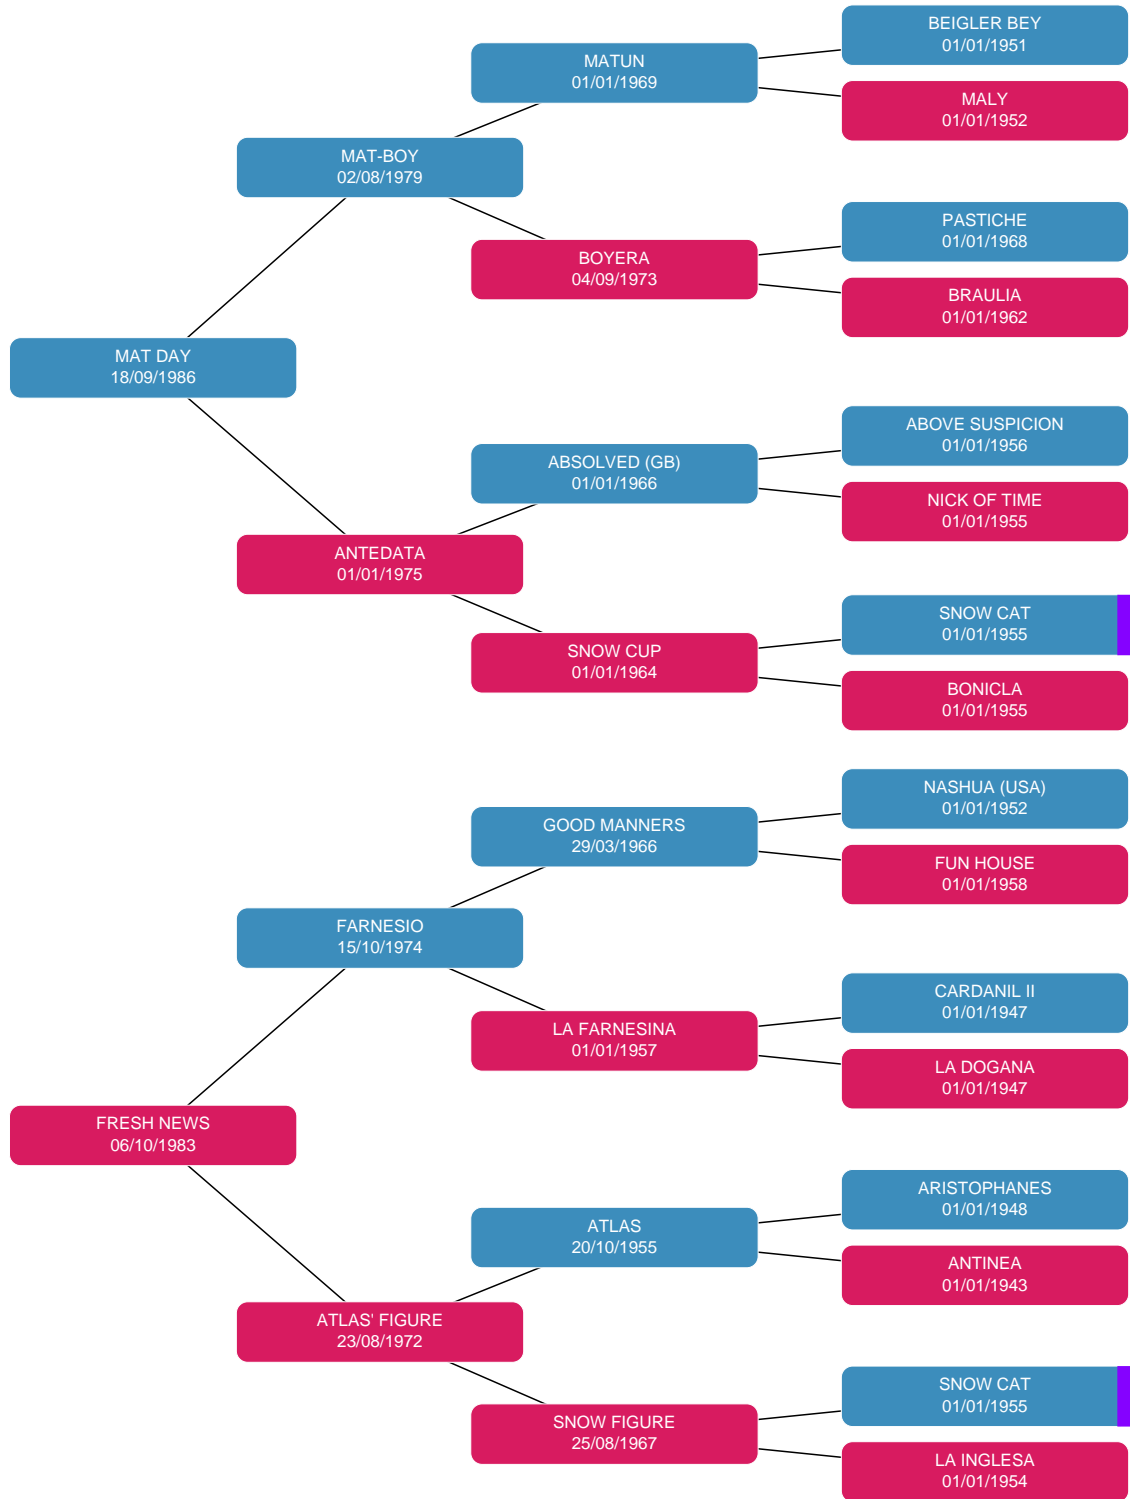 BEIGLER BEY
01/01/1951
MATUN
01/01/1969
MALY
01/01/1952
MAT-BOY
02/08/1979
PASTICHE
01/01/1968
BOYERA
04/09/1973
BRAULIA
01/01/1962
MAT DAY
18/09/1986
ABOVE SUSPICION
01/01/1956
ABSOLVED (GB)
01/01/1966
NICK OF TIME
01/01/1955
ANTEDATA
01/01/1975
SNOW CAT
01/01/1955
SNOW CUP
01/01/1964
BONICLA
01/01/1955
NASHUA (USA)
01/01/1952
GOOD MANNERS
29/03/1966
FUN HOUSE
01/01/1958
FARNESIO
15/10/1974
CARDANIL II
01/01/1947
LA FARNESINA
01/01/1957
LA DOGANA
01/01/1947
FRESH NEWS
06/10/1983
ARISTOPHANES
01/01/1948
ATLAS
20/10/1955
ANTINEA
01/01/1943
ATLAS' FIGURE
23/08/1972
SNOW CAT
01/01/1955
SNOW FIGURE
25/08/1967
LA INGLESA
01/01/1954